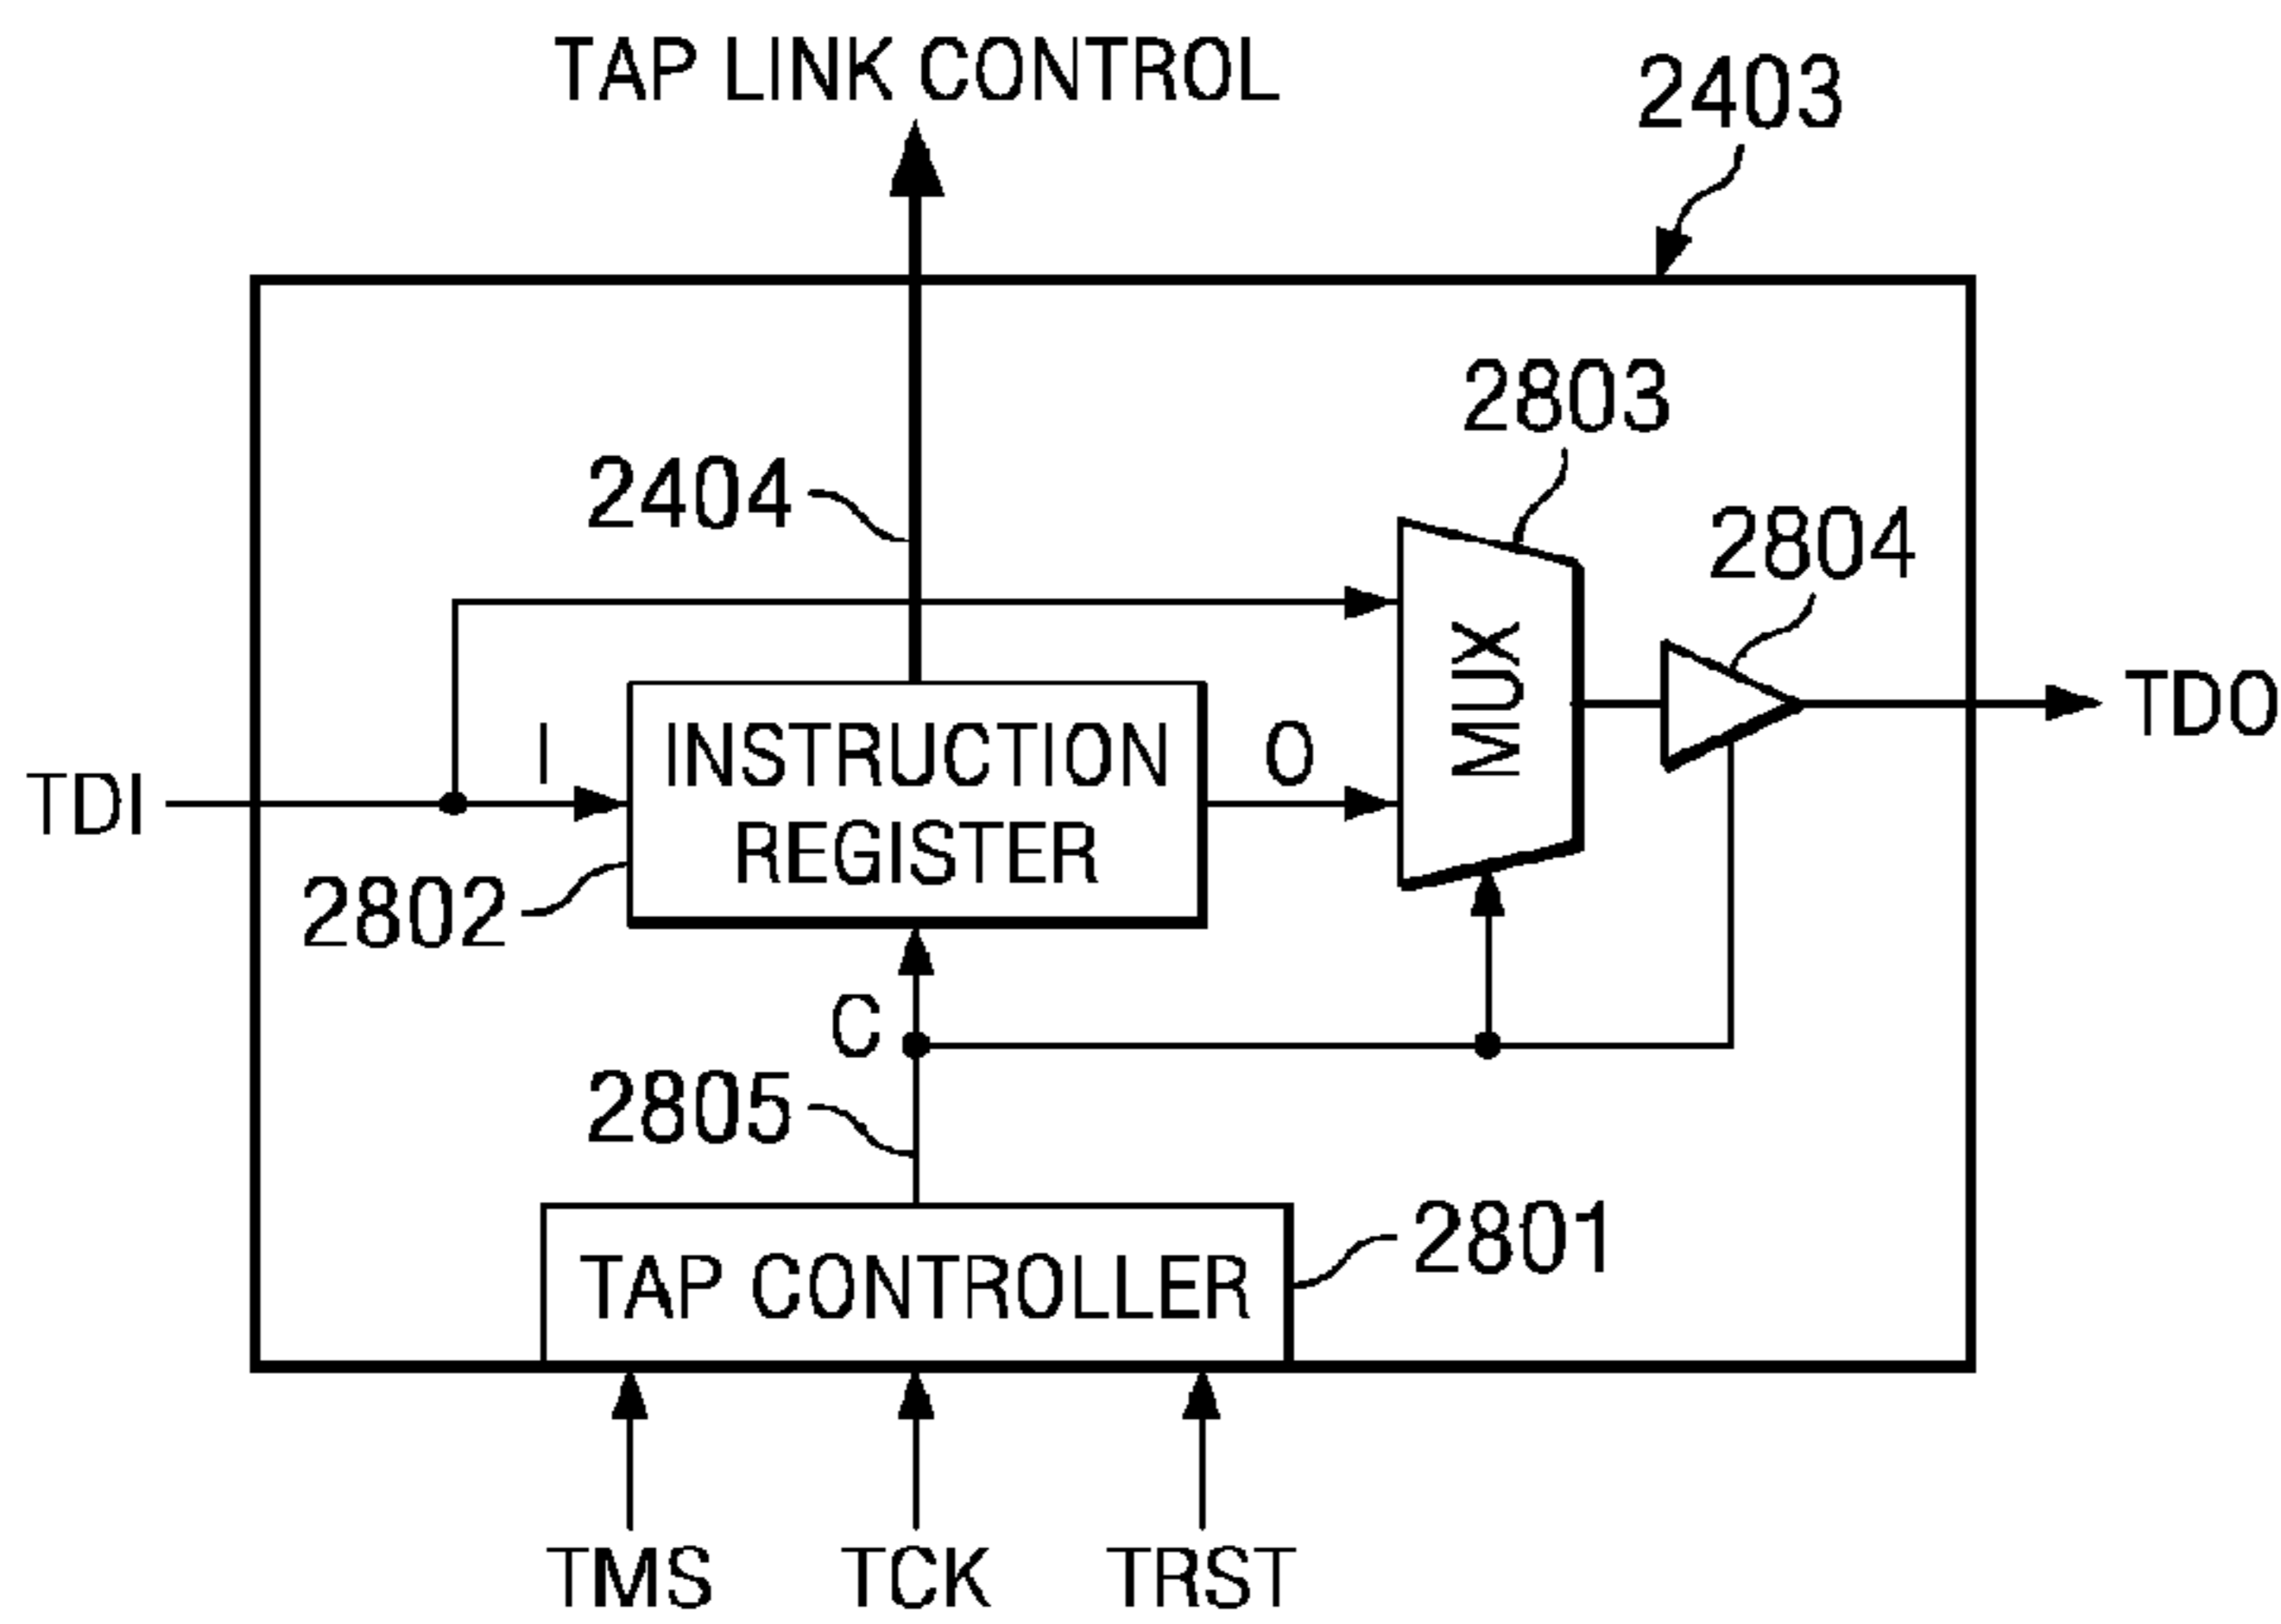 TAP LINK CONTROL
2403
2803
2404
2804
MUX
TDO
I
INSTRUCTION
REGISTER
O
TDI
2802
C
2805
2801
TAP CONTROLLER
TMS
TCK
TRST